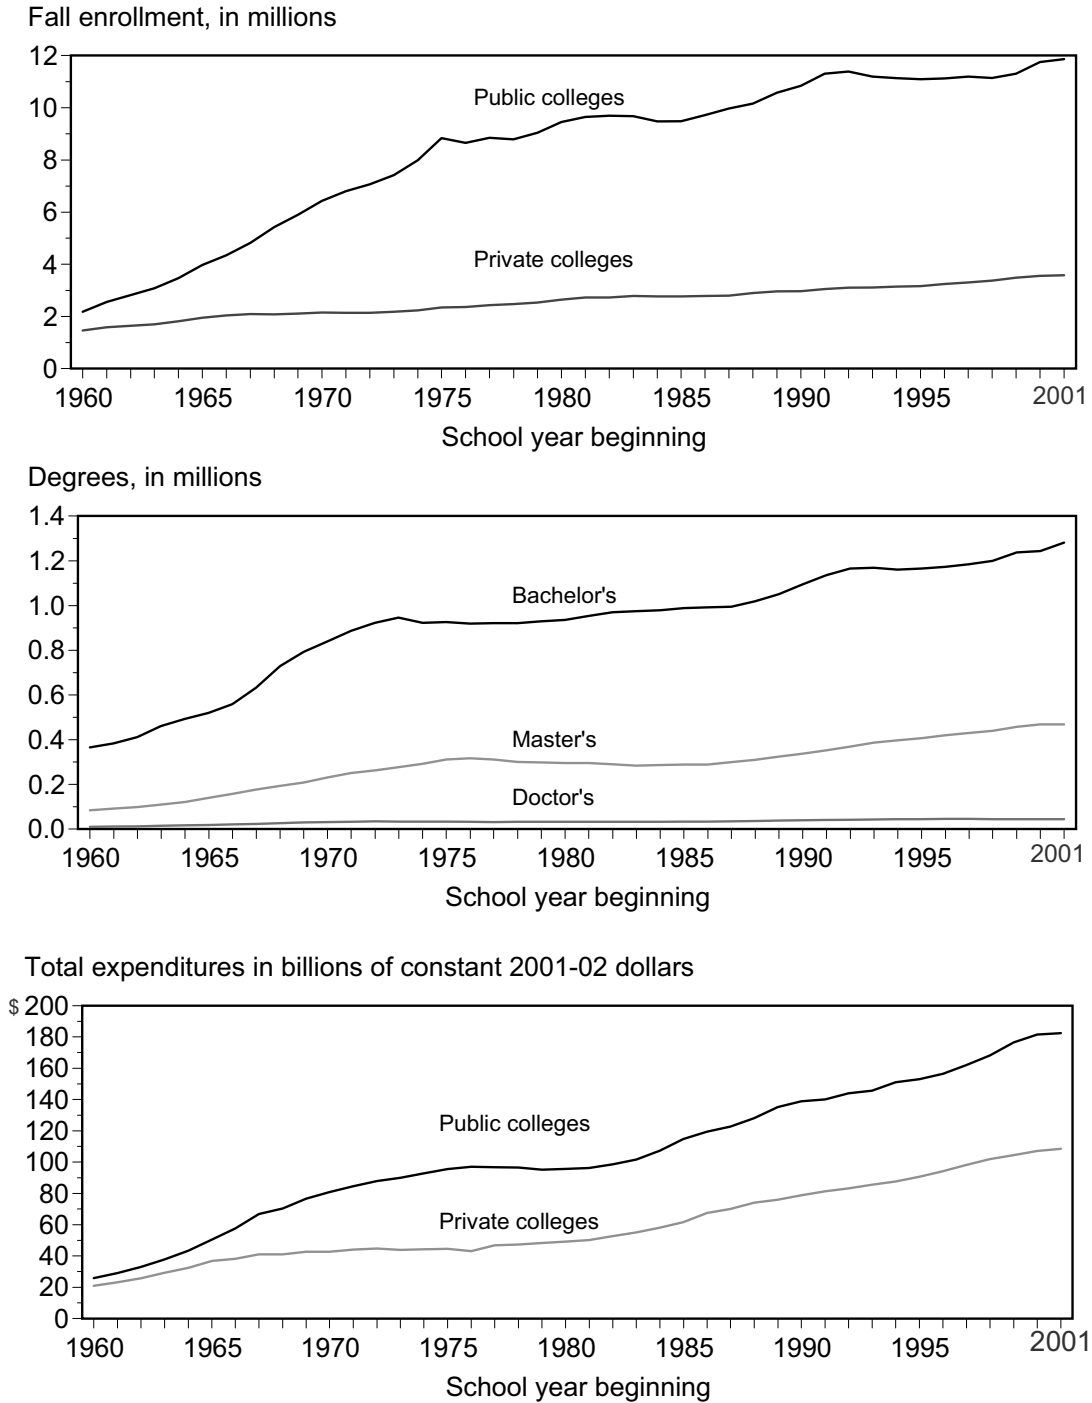 Fall enrollment, in millions
12
10
8
6
4
2
0
Public colleges
Private colleges
1960 1965 1970 1975 1980 1985 1990 1995 2001
School year beginning
Degrees, in millions
1.4
1.2
1.0
0.8
0.6
0.4
0.2
0.0
Bachelor's
Master's
Doctor's
1960 1965 1970 1975 1980 1985 1990 1995 2001
School year beginning
Total expenditures in billions of constant 2001-02 dollars
$ 200
180
160
140
120
100
80
60
40
20
0
Public colleges
Private colleges
1960 1965 1970 1975 1980 1985 1990 1995 2001
School year beginning